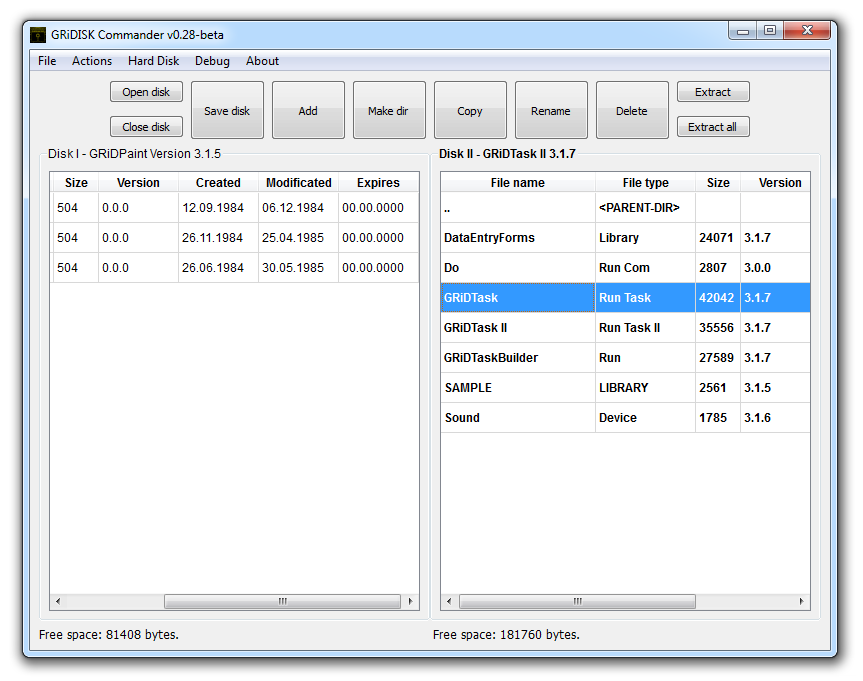 GRiDISK Commander v0.28-beta
File Actions Hard Disk Debug About
Open disk
Close disk
Save disk
Add
Make dir
Copy
Rename
Delete
Extract
Extract all
Disk I - GRiDPaint Version 3.1.5
Size Version Created Modificated Expires
504 0.0.0 12.09.1984 06.12.1984 00.00.0000
504 0.0.0 26.11.1984 25.04.1985 00.00.0000
504 0.0.0 26.06.1984 30.05.1985 00.00.0000
Free space: 81408 bytes.
Disk II - GRiDTask II 3.1.7
File name File type Size Version
.. <PARENT-DIR>
DataEntryForms Library 24071 3.1.7
Do Run Com 2807 3.0.0
GRiDTask Run Task 42042 3.1.7
GRiDTask II Run Task II 35556 3.1.7
GRiDTaskBuilder Run 27589 3.1.7
SAMPLE LIBRARY 2561 3.1.5
Sound Device 1785 3.1.6
Free space: 181760 bytes.